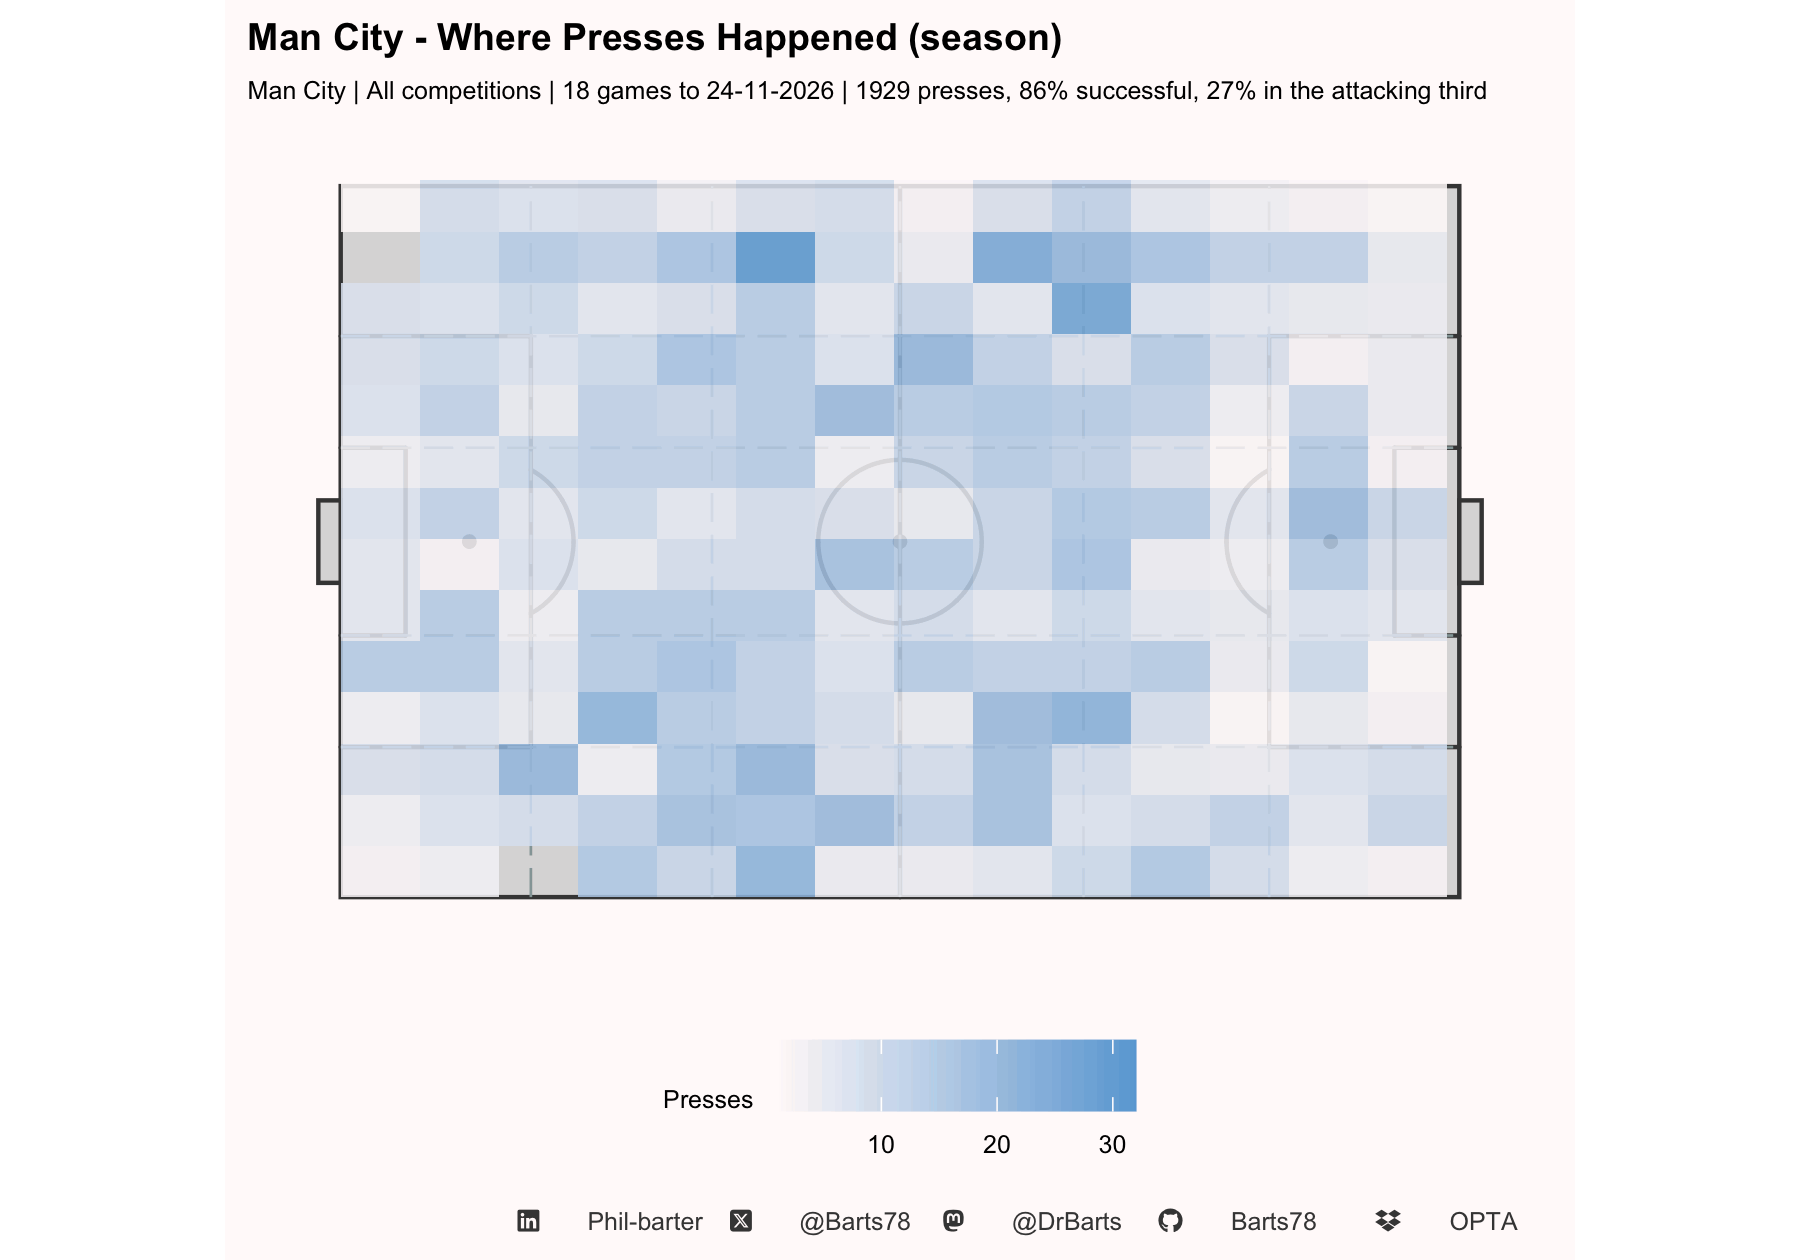 Man City - Where Presses Happened (season)
Man City | All competitions | 18 games to 24-11-2026 | 1929 presses, 86% successful, 27% in the attacking third
Presses
10 20 30
Phil-barter @Barts78 @DrBarts Barts78 OPTA